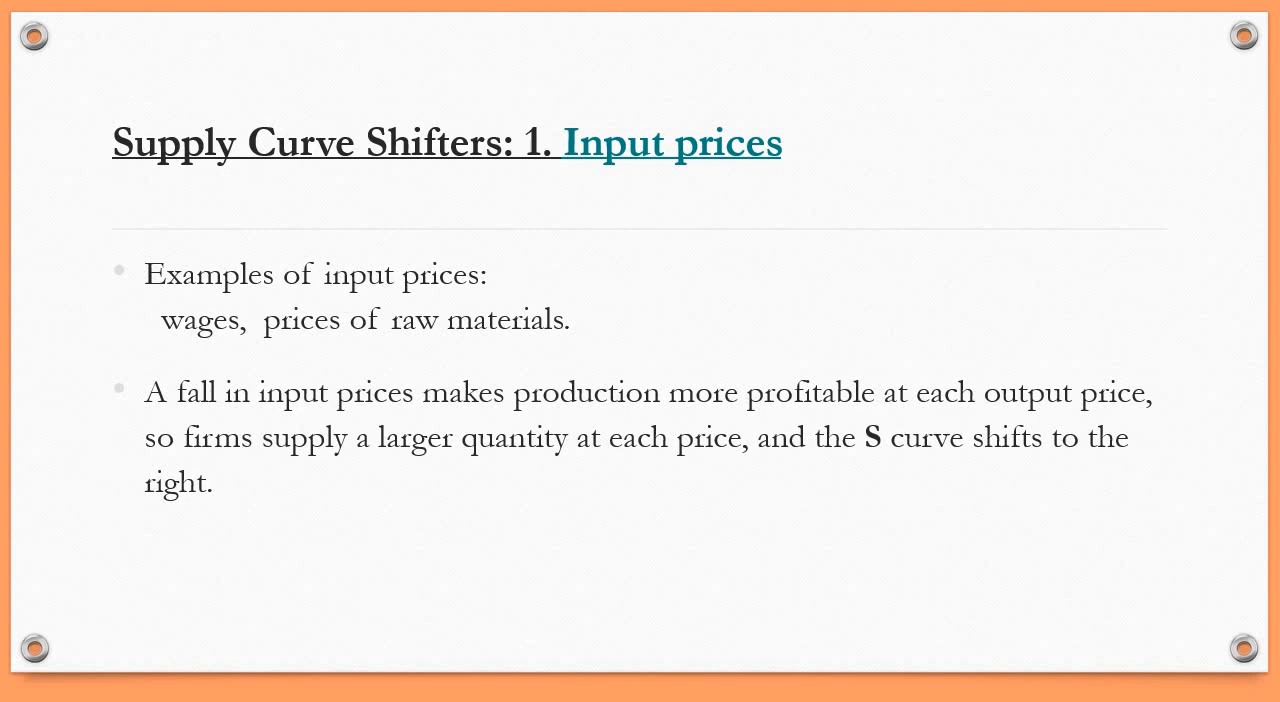 Supply Curve Shifters: 1. Input prices
Examples of input prices:
wages, prices of raw materials.
A fall in input prices makes production more profitable at each output price,
so firms supply a larger quantity at each price, and the S curve shifts to the
right.